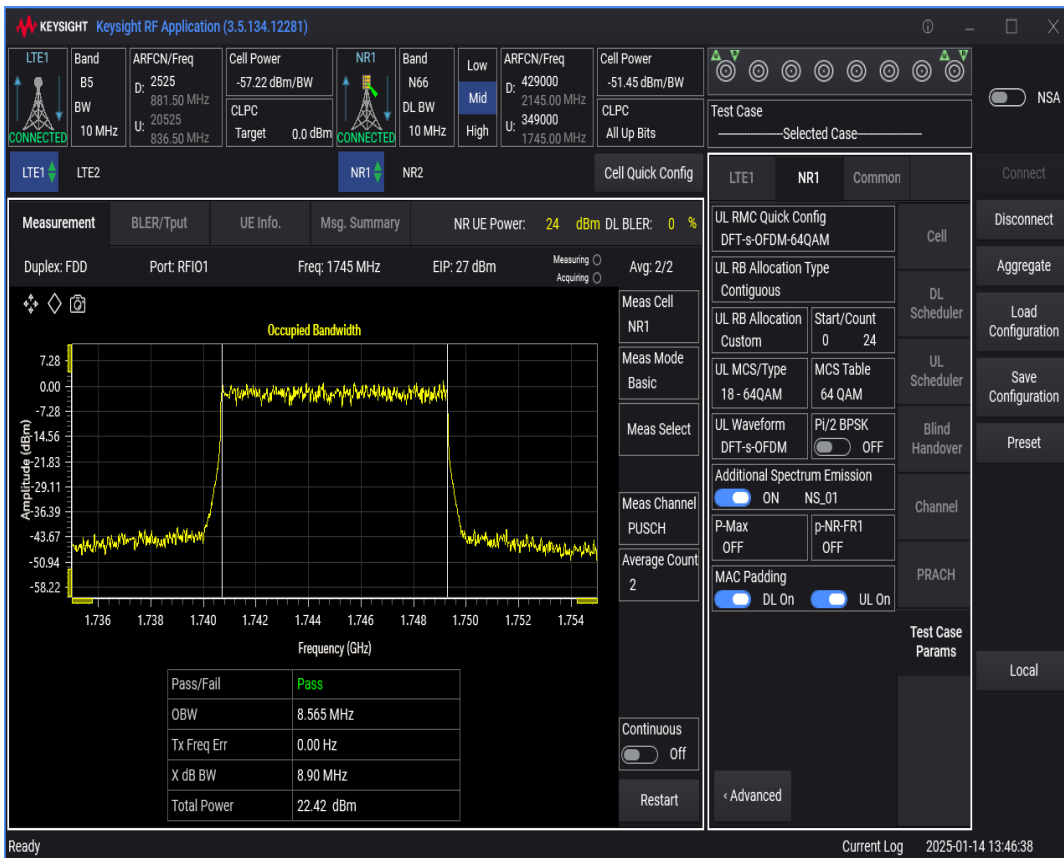 KEYSIGHT Keysight RF Application (3.5.134.12281)
LTE1 Band ARFCN/Freq Cell Power NR1 Band Low ARFCN/Freq Cell Power
B5 D: 2525 -57.22 dBm/BW N66 D: 429000 -51.45 dBm/BW
881.50 MHz 2145.00 MHz
BW U: 20525 CLPC DL BW Mid U: 349000 CLPC
CONNECTED 10 MHz 836.50 MHz Target 0.0 dBm CONNECTED 10 MHz High 1745.00 MHz All Up Bits
Test Case
Selected Case
NSA
LTE1 LTE2 NR1 NR2 Cell Quick Config
Measurement BLER/Tput UE Info. Msg. Summary NR UE Power: 24 dBm DL BLER: 0 %
Duplex: FDD Port: RFIO1 Freq: 1745 MHz EIP: 27 dBm Measuring Avg: 2/2
Acquiring
Occupied Bandwidth
7.28
0.00
-7.28
-14.56
-21.83
-29.11
-36.39
-43.67
-50.94
-58.22
Amplitude (dBm)
1.736 1.738 1.740 1.742 1.744 1.746 1.748 1.750 1.752 1.754
Frequency (GHz)
Pass/Fail Pass
OBW 8.565 MHz
Tx Freq Err 0.00 Hz
X dB BW 8.90 MHz
Total Power 22.42 dBm
Meas Cell
NR1
Meas Mode
Basic
Meas Select
Meas Channel
PUSCH
Average Count
2
Continuous
Off
Restart
LTE1 NR1 Common
UL RMC Quick Config
DFT-s-OFDM-64QAM
UL RB Allocation Type
Contiguous
UL RB Allocation Start/Count
Custom 0 24
UL MCS/Type MCS Table
18 - 64QAM 64 QAM
UL Waveform Pi/2 BPSK
DFT-s-OFDM OFF
Additional Spectrum Emission
ON NS_01
P-Max p-NR-FR1
OFF OFF
MAC Padding
DL On UL On
‹ Advanced
Cell
DL
Scheduler
UL
Scheduler
Blind
Handover
Channel
PRACH
Test Case
Params
Connect
Disconnect
Aggregate
Load
Configuration
Save
Configuration
Preset
Local
Ready Current Log 2025-01-14 13:46:38